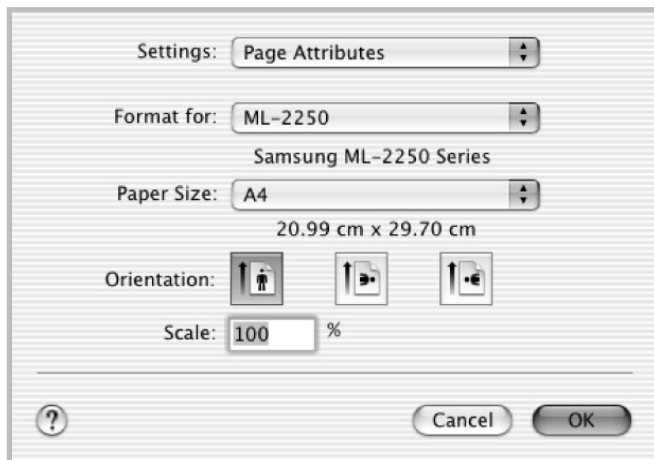 Settings: Page Attributes
Format for: ML-2250
Samsung ML-2250 Series
Paper Size: A4
20.99 cm x 29.70 cm
Orientation:
Scale: 100 %
? Cancel OK